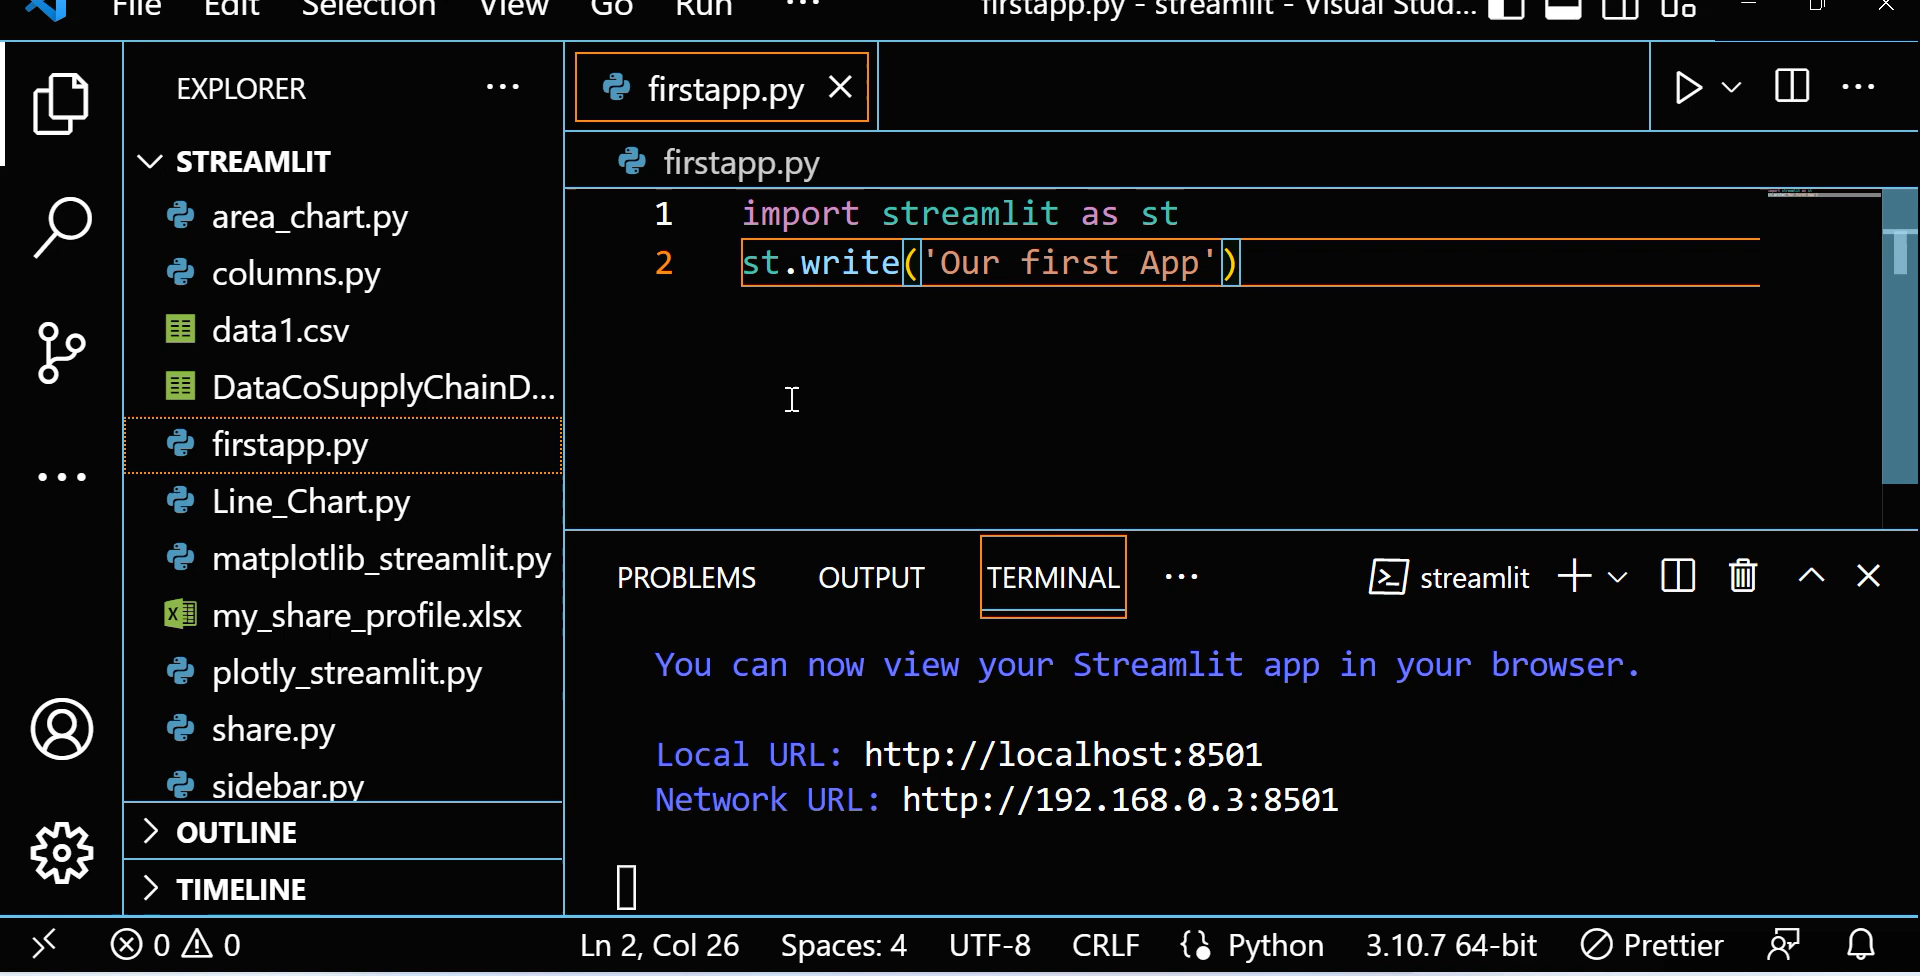 File Edit Selection View Go Run ... firstapp.py - streamlit - Visual Stud...
EXPLORER ...
STREAMLIT
area_chart.py
columns.py
data1.csv
DataCoSupplyChainD...
firstapp.py
Line_Chart.py
matplotlib_streamlit.py
my_share_profile.xlsx
plotly_streamlit.py
share.py
sidebar.py
OUTLINE
TIMELINE
firstapp.py
firstapp.py
1 import streamlit as st
2 st.write('Our first App')
PROBLEMS OUTPUT TERMINAL ... streamlit
You can now view your Streamlit app in your browser.
Local URL: http://localhost:8501
Network URL: http://192.168.0.3:8501
0 0 Ln 2, Col 26 Spaces: 4 UTF-8 CRLF Python 3.10.7 64-bit Prettier